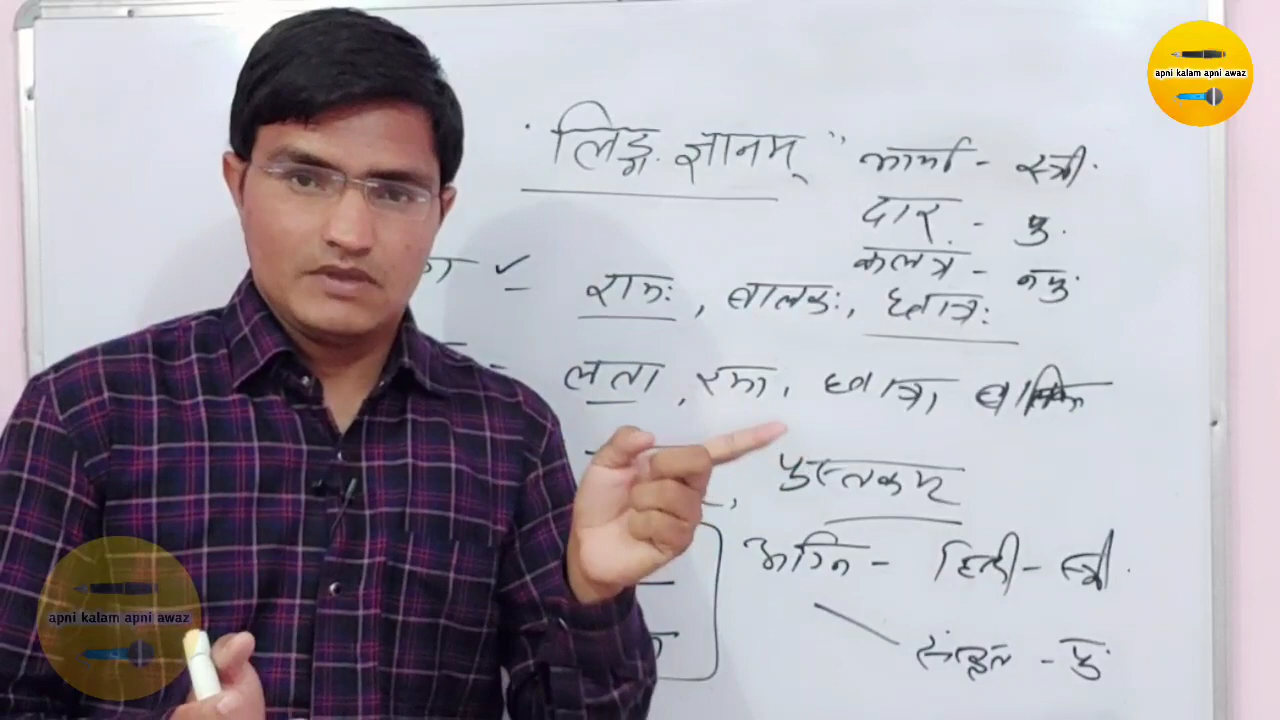 apni kalam apni awaz
"लिङ्ग ज्ञानम्"
भार्या - स्त्री.
दार - पु.
कलत्र - नपु
रामः, बालकः, छात्रः
लता, रमा, छात्रा
पुस्तकम्
अग्नि - हिन्दी - स्त्री.
संस्कृत - पु
apni kalam apni awaz